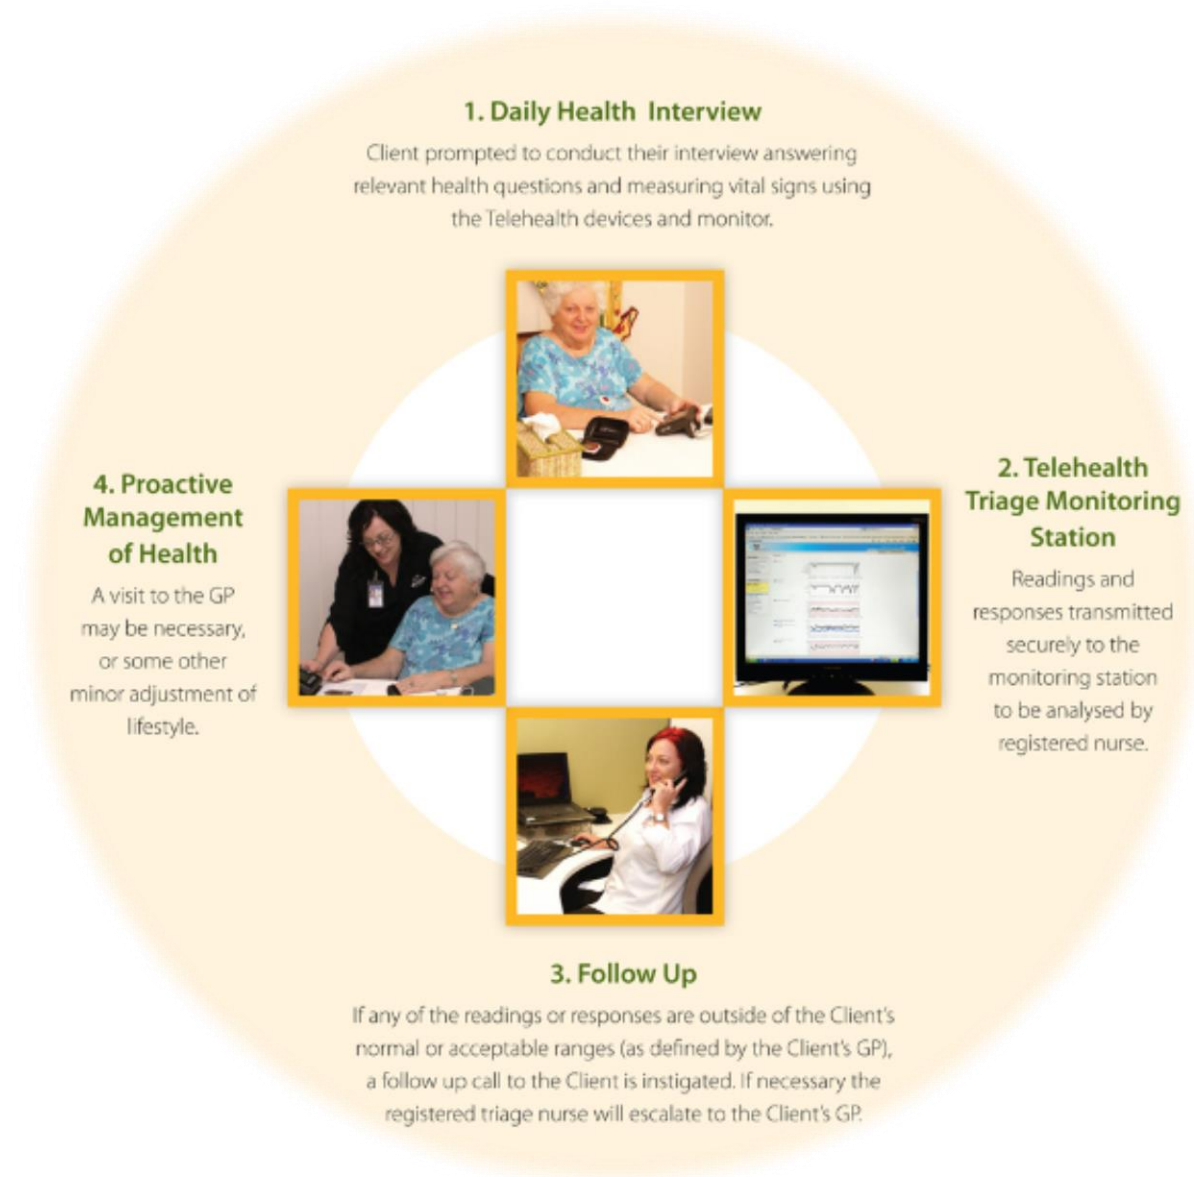 1. Daily Health Interview
Client prompted to conduct their interview answering
relevant health questions and measuring vital signs using
the Telehealth devices and monitor.
2. Telehealth
Triage Monitoring
Station
Readings and
responses transmitted
securely to the
monitoring station
to be analysed by
registered nurse.
3. Follow Up
If any of the readings or responses are outside of the Client's
normal or acceptable ranges (as defined by the Client's GP),
a follow up call to the Client is instigated. If necessary the
registered triage nurse will escalate to the Client's GP.
4. Proactive
Management
of Health
A visit to the GP
may be necessary,
or some other
minor adjustment of
lifestyle.